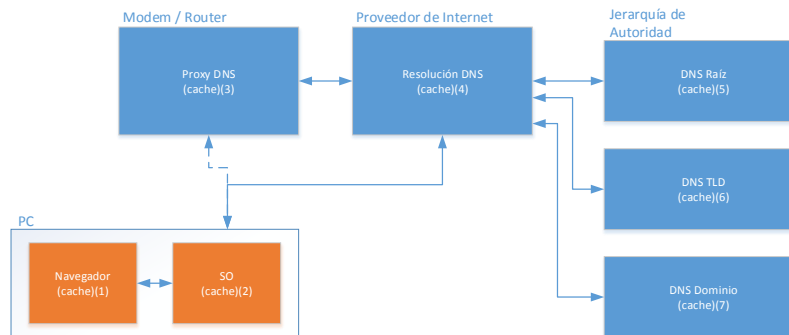 Modem / Router
Proveedor de Internet
Jerarquía de
Autoridad
Proxy DNS
(cache)(3)
Resolución DNS
(cache)(4)
DNS Raíz
(cache)(5)
DNS TLD
(cache)(6)
PC
Navegador
(cache)(1)
SO
(cache)(2)
DNS Dominio
(cache)(7)